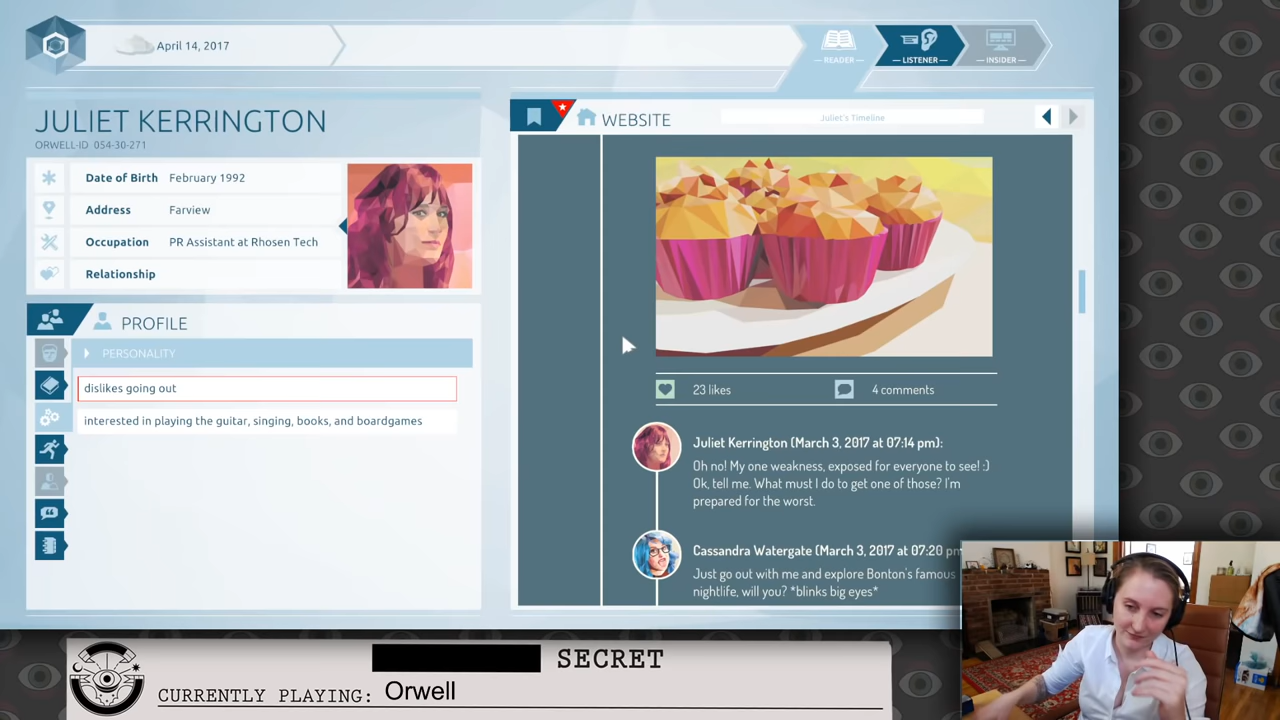 April 14, 2017
READER
LISTENER
INSIDER
JULIET KERRINGTON
ORWELL-ID 054-30-271
Date of Birth February 1992
Address Farview
Occupation PR Assistant at Rhosen Tech
Relationship
PROFILE
PERSONALITY
dislikes going out
interested in playing the guitar, singing, books, and boardgames
WEBSITE
Juliet's Timeline
23 likes
4 comments
Juliet Kerrington (March 3, 2017 at 07:14 pm):
Oh no! My one weakness, exposed for everyone to see! :)
Ok, tell me. What must I do to get one of those? I'm
prepared for the worst.
Cassandra Watergate (March 3, 2017 at 07:20 pm
Just go out with me and explore Bonton's famous
nightlife, will you? *blinks big eyes*
SECRET
CURRENTLY PLAYING: Orwell